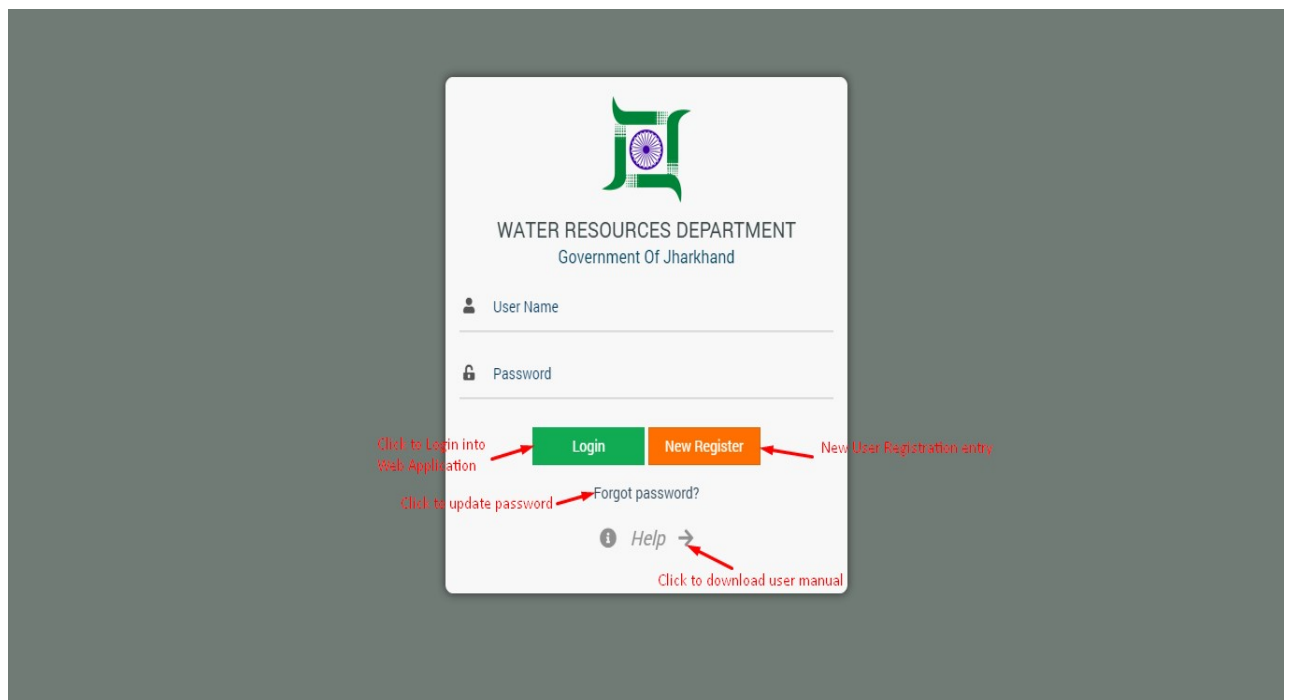 WATER RESOURCES DEPARTMENT
Government Of Jharkhand
User Name
Password
Click to Login into
Web Application
Login
New Register
New User Registration entry
Click to update password
Forgot password?
Help
Click to download user manual